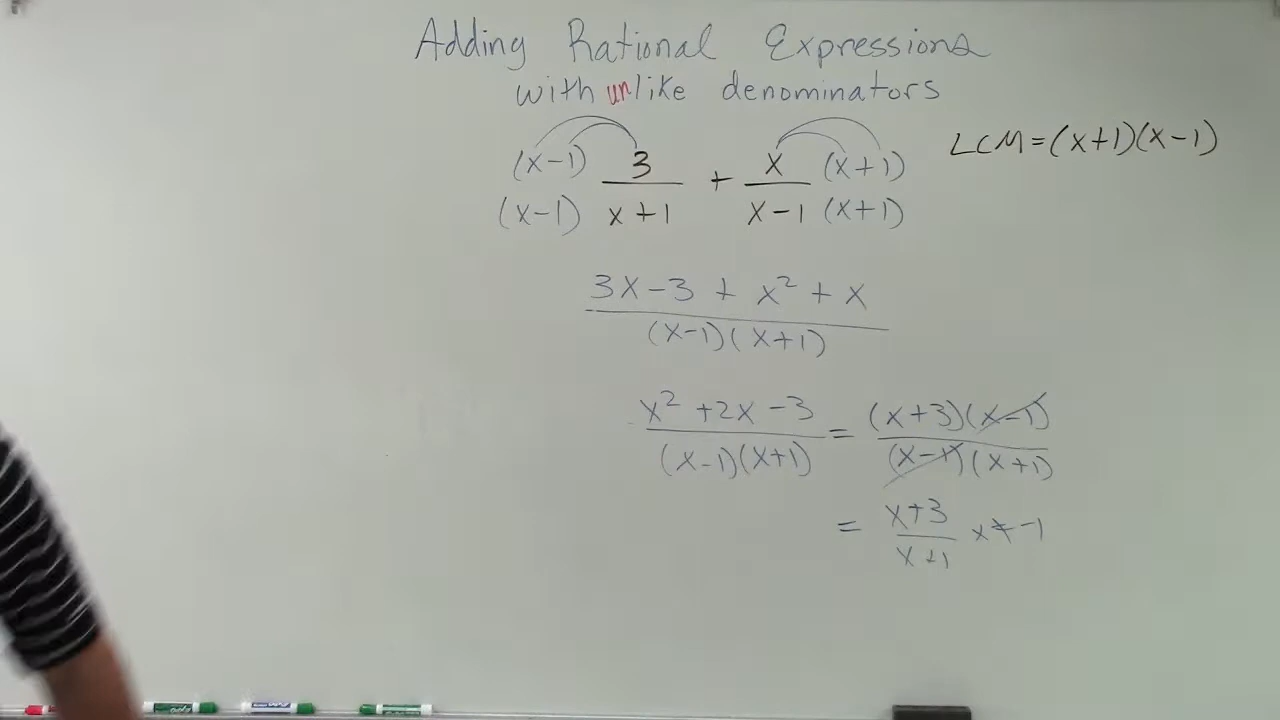 Adding Rational Expressions
with unlike denominators
LCM=(x+1)(x-1)
(x-1) 3 + x (x+1)
(x-1) x+1 x-1 (x+1)
3x-3 + x² + x
(x-1)(x+1)
x² +2x -3 = (x+3)(x-1)
(x-1)(x+1) (x-1)(x+1)
= x+3 x≠-1
x+1